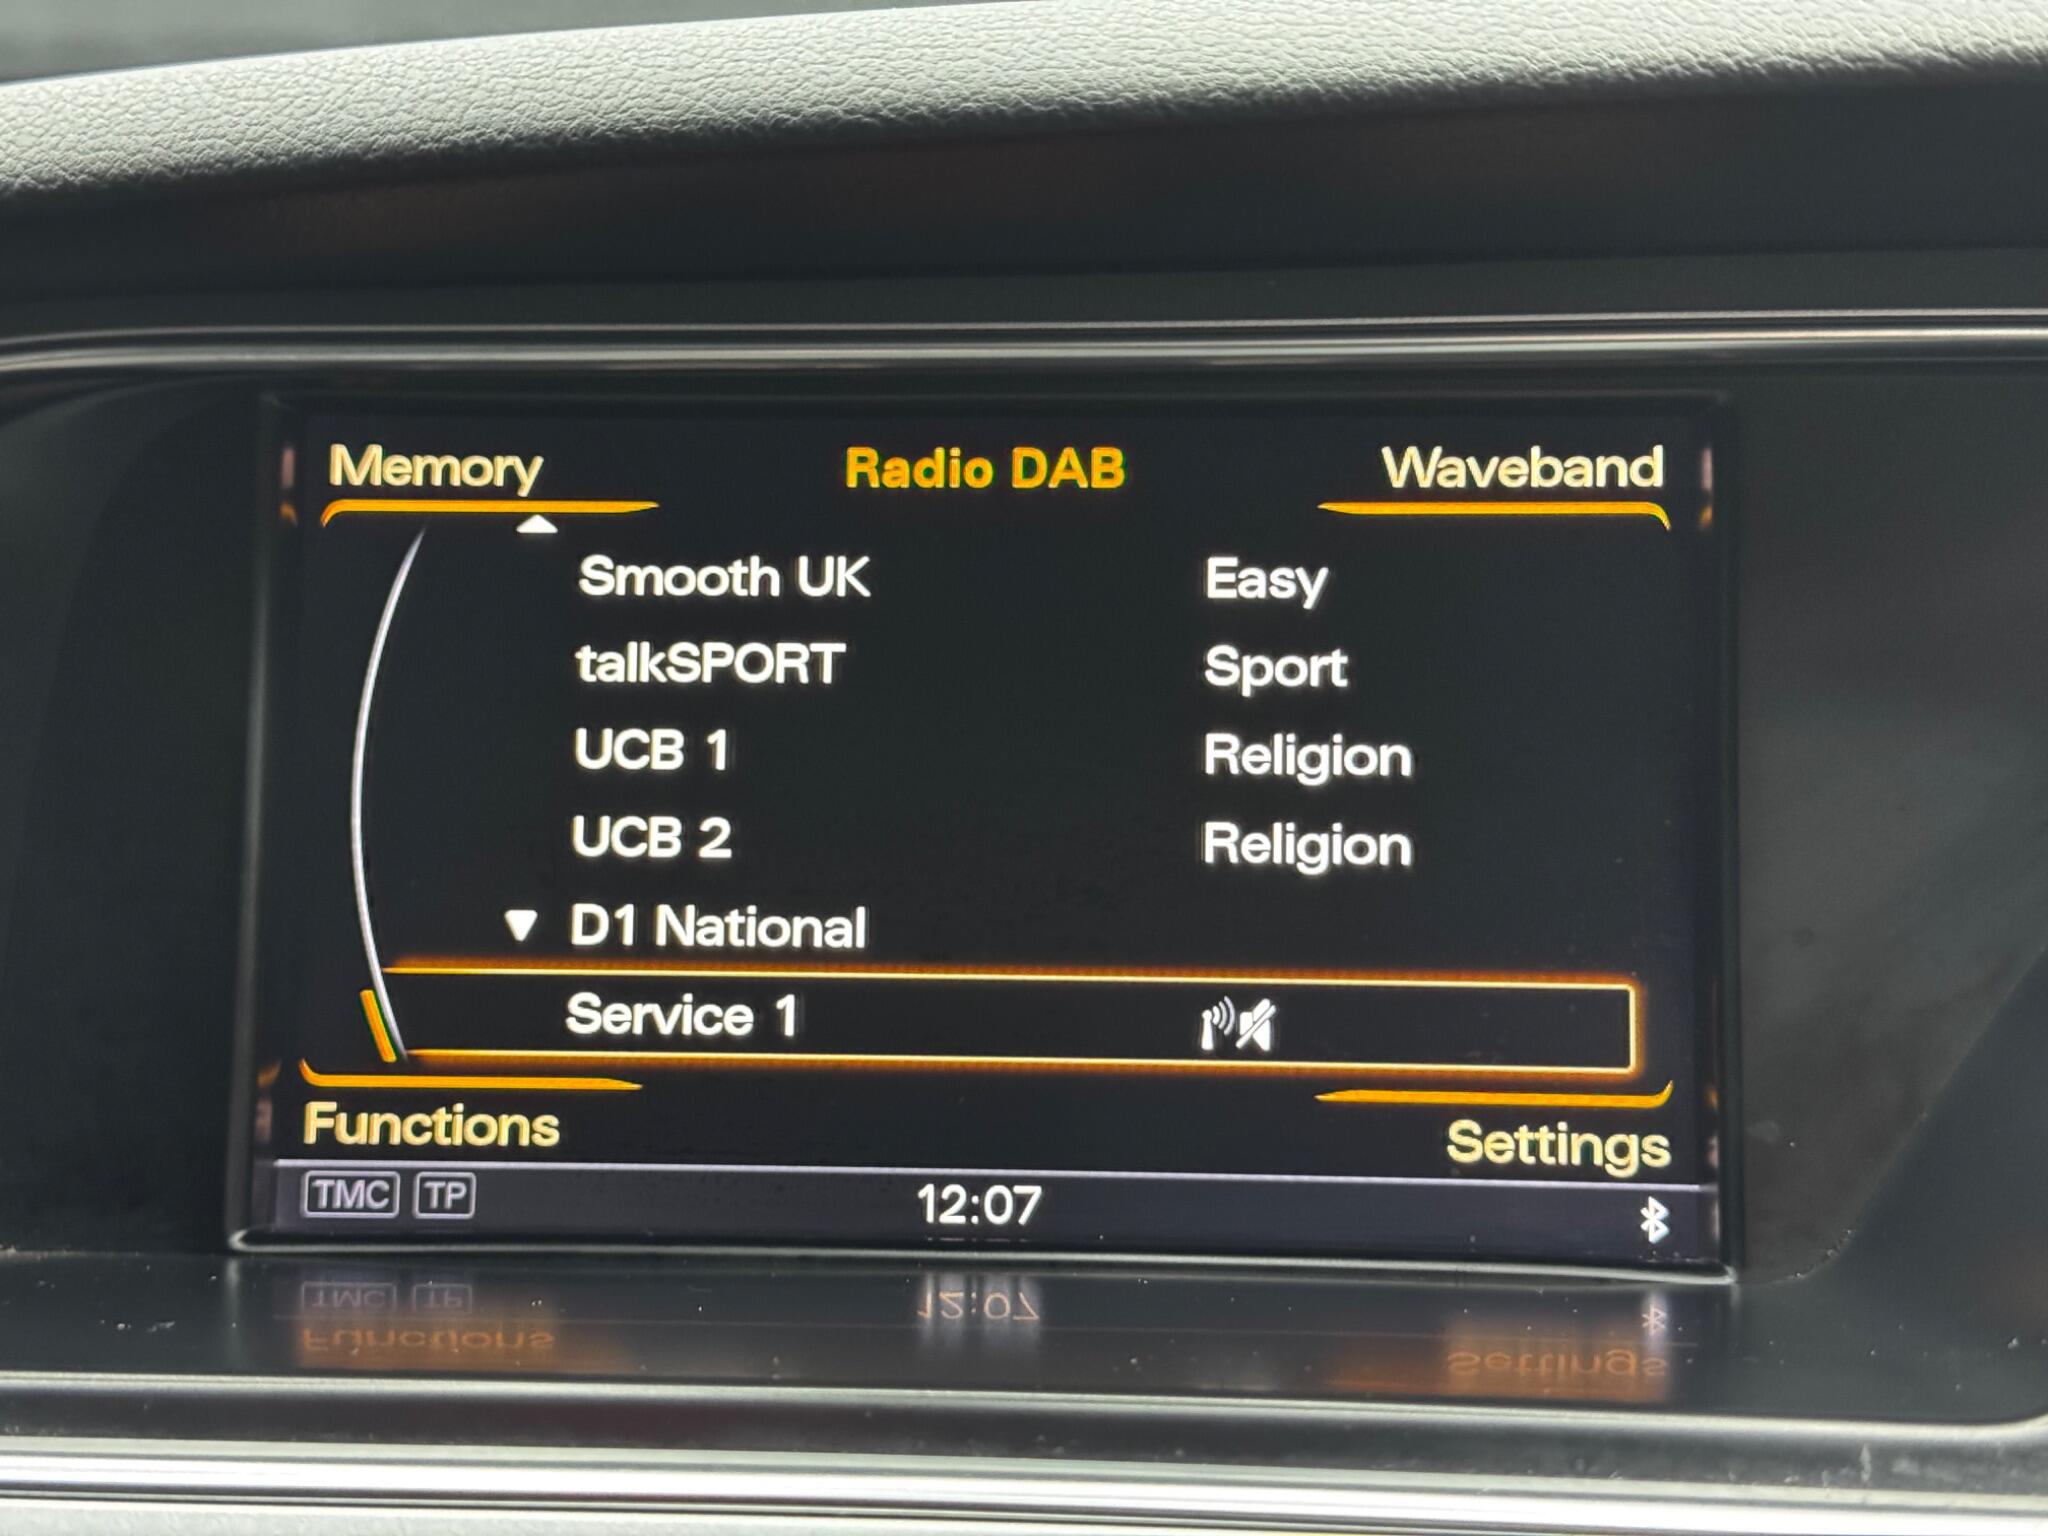 Memory Radio DAB Waveband
Smooth UK Easy
talkSPORT Sport
UCB 1 Religion
UCB 2 Religion
D1 National
Service 1
Functions Settings
TMC TP 12:07